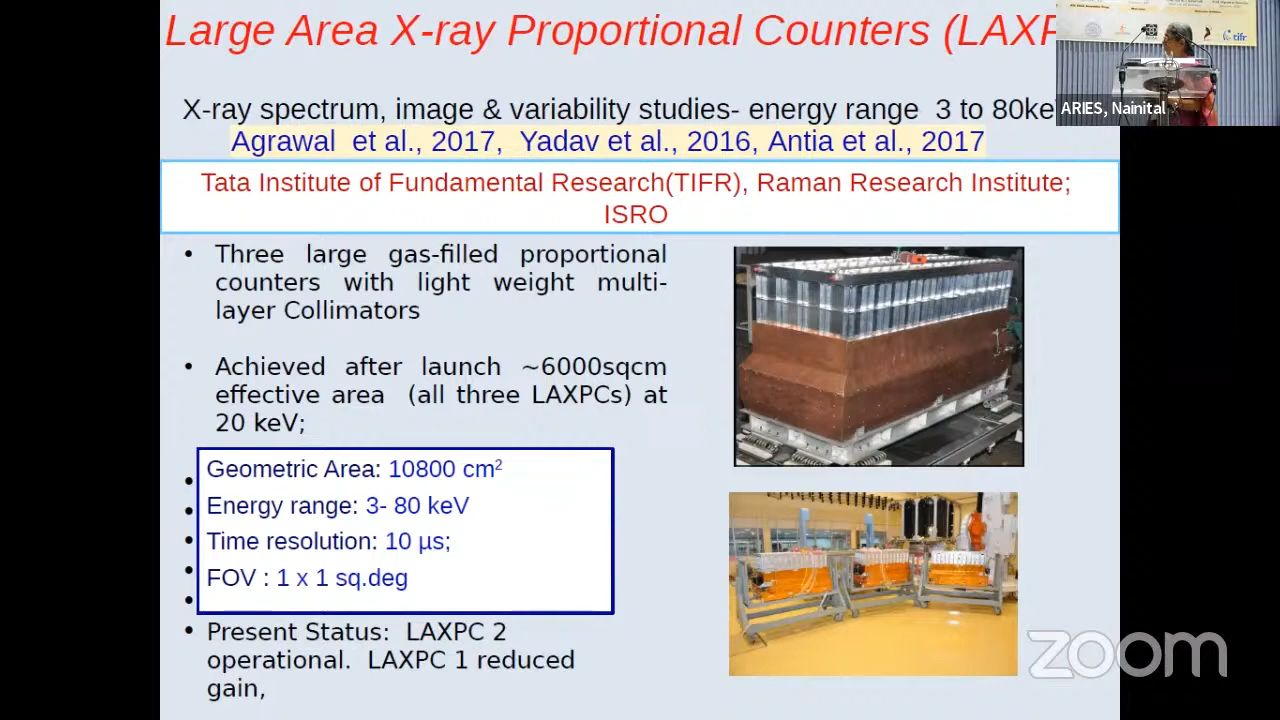 Large Area X-ray Proportional Counters (LAXP
X-ray spectrum, image & variability studies- energy range 3 to 80ke
Agrawal et al., 2017, Yadav et al., 2016, Antia et al., 2017
Tata Institute of Fundamental Research(TIFR), Raman Research Institute;
ISRO
• Three large gas-filled proportional
counters with light weight multi-
layer Collimators
• Achieved after launch ~6000sqcm
effective area (all three LAXPCs) at
20 keV;
Geometric Area: 10800 cm²
Energy range: 3- 80 keV
Time resolution: 10 µs;
FOV : 1 x 1 sq.deg
• Present Status: LAXPC 2
operational. LAXPC 1 reduced
gain,
tifr
ARIES, Nainital
zoom